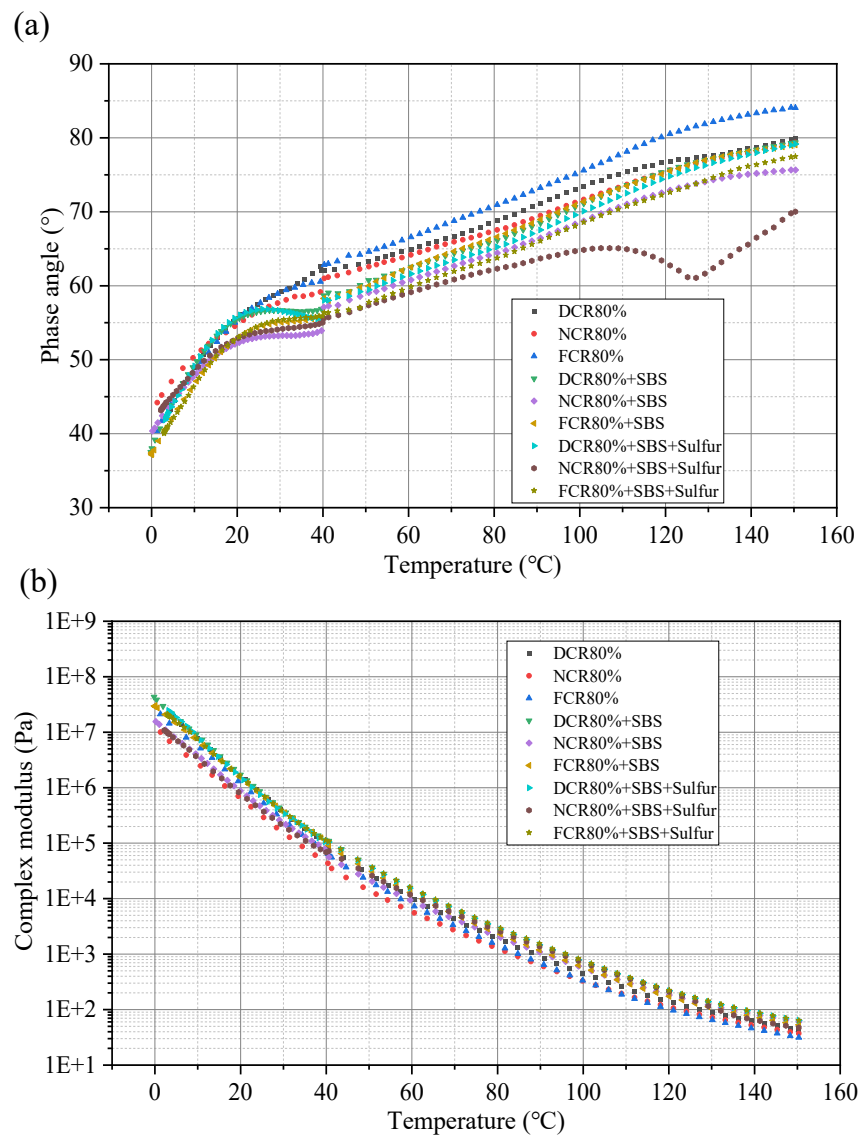 (a)
90
80
70
60
50
40
30
Phase angle (°)
DCR80%
NCR80%
FCR80%
DCR80%+SBS
NCR80%+SBS
FCR80%+SBS
DCR80%+SBS+Sulfur
NCR80%+SBS+Sulfur
FCR80%+SBS+Sulfur
0 20 40 60 80 100 120 140 160
Temperature (℃)
(b)
1E+9
1E+8
1E+7
1E+6
1E+5
1E+4
1E+3
1E+2
1E+1
Complex modulus (Pa)
DCR80%
NCR80%
FCR80%
DCR80%+SBS
NCR80%+SBS
FCR80%+SBS
DCR80%+SBS+Sulfur
NCR80%+SBS+Sulfur
FCR80%+SBS+Sulfur
0 20 40 60 80 100 120 140 160
Temperature (℃)